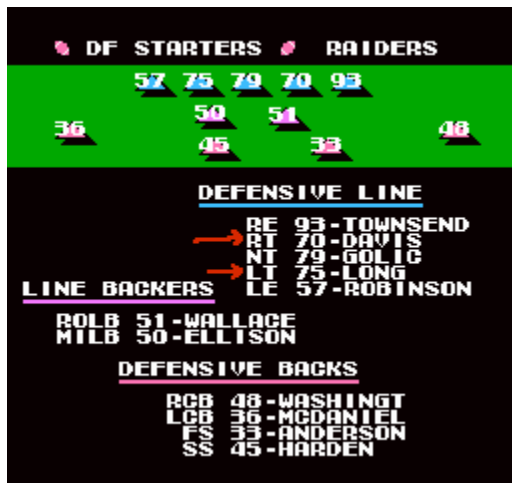 DF STARTERS RAIDERS
57 75 79 70 93
50 51
36 45 33 48
DEFENSIVE LINE
RE 93-TOWNSEND
RT 70-DAVIS
NT 79-GOLIC
LT 75-LONG
LE 57-ROBINSON
LINE BACKERS
ROLB 51-WALLACE
MILB 50-ELLISON
DEFENSIVE BACKS
RCB 48-WASHINGT
LCB 36-MCDANIEL
FS 33-ANDERSON
SS 45-HARDEN